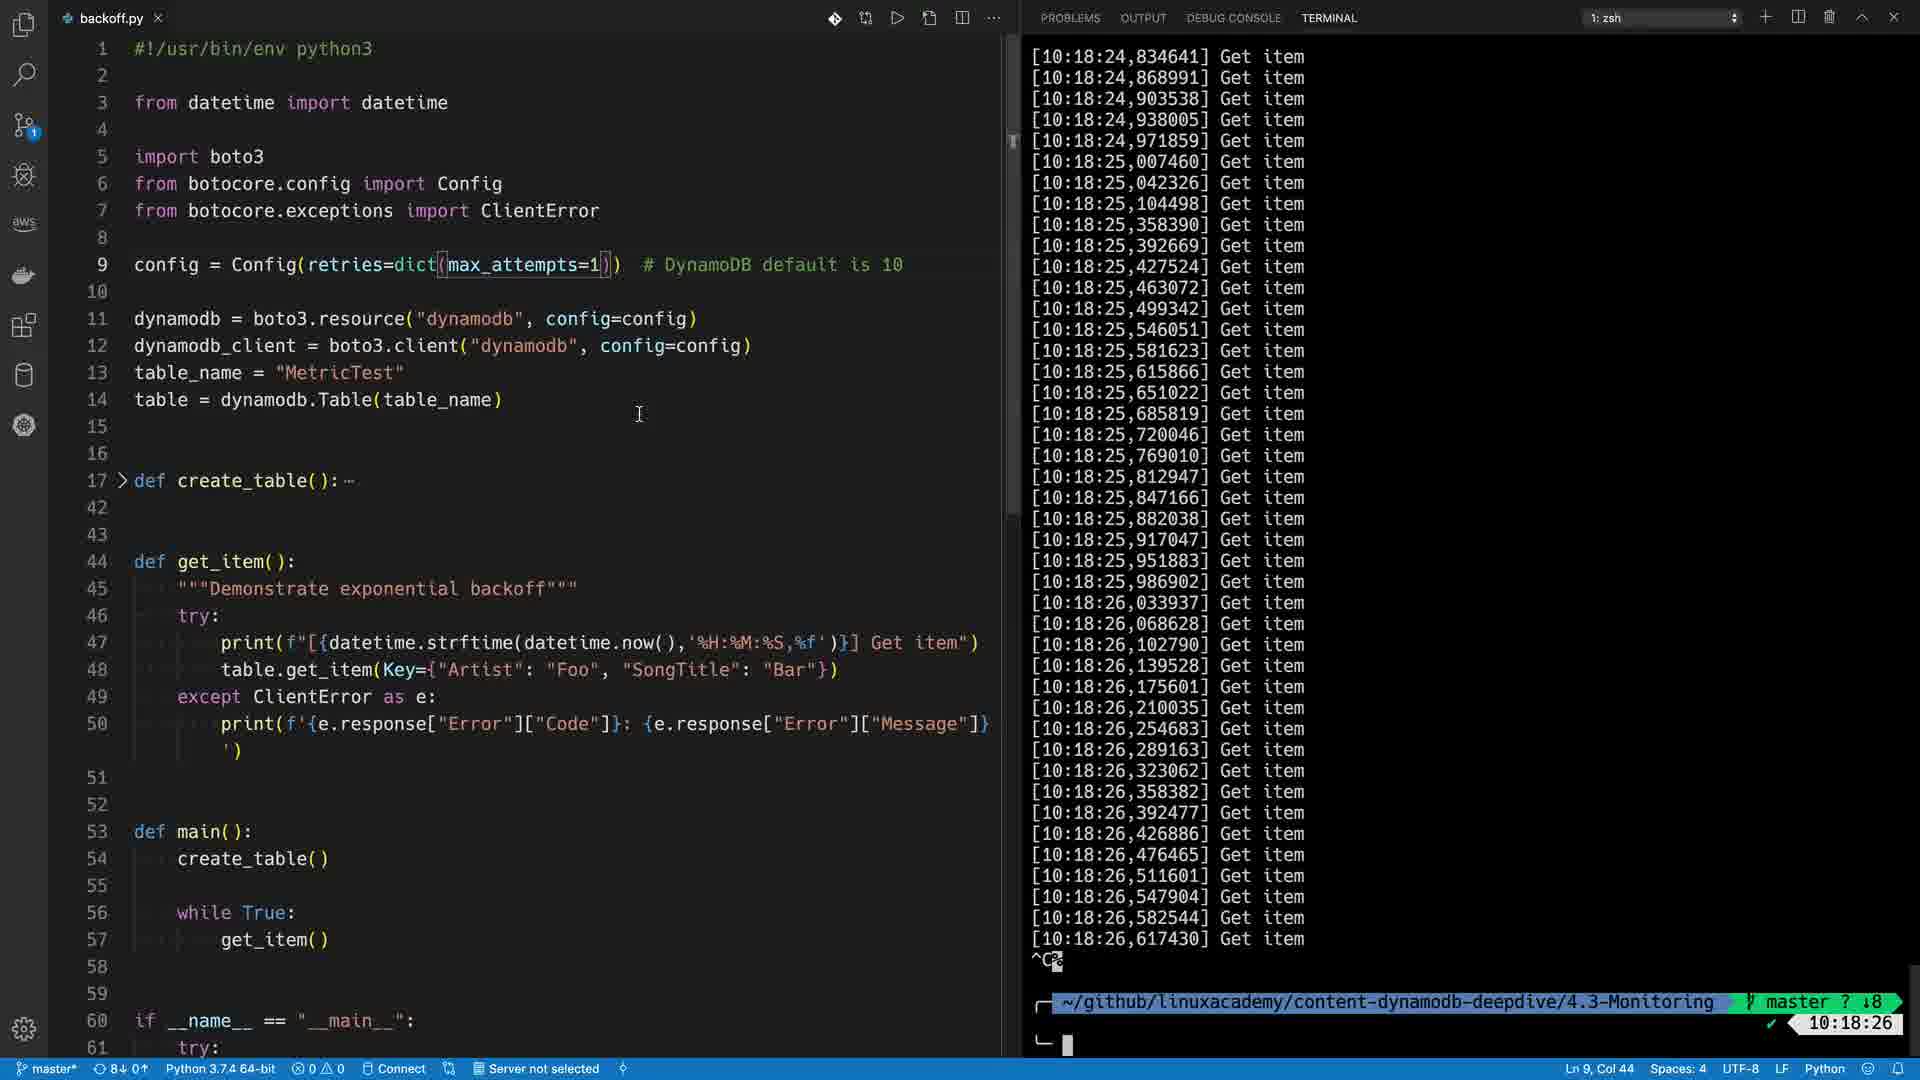 backoff.py
1 #!/usr/bin/env python3
2
3 from datetime import datetime
4
5 import boto3
6 from botocore.config import Config
7 from botocore.exceptions import ClientError
8
9 config = Config(retries=dict(max_attempts=1))  # DynamoDB default is 10
10
11 dynamodb = boto3.resource("dynamodb", config=config)
12 dynamodb_client = boto3.client("dynamodb", config=config)
13 table_name = "MetricTest"
14 table = dynamodb.Table(table_name)
15
16
17 def create_table():
42
43
44 def get_item():
45     """Demonstrate exponential backoff"""
46     try:
47         print(f"[{datetime.strftime(datetime.now(),'%H:%M:%S,%f')}] Get item")
48         table.get_item(Key={"Artist": "Foo", "SongTitle": "Bar"})
49     except ClientError as e:
50         print(f'{e.response["Error"]["Code"]}: {e.response["Error"]["Message"]}
')
51
52
53 def main():
54     create_table()
55
56     while True:
57         get_item()
58
59
60 if __name__ == "__main__":
61     try:
1
aws
PROBLEMS OUTPUT DEBUG CONSOLE TERMINAL 1: zsh
[10:18:24,834641] Get item
[10:18:24,868991] Get item
[10:18:24,903538] Get item
[10:18:24,938005] Get item
[10:18:24,971859] Get item
[10:18:25,007460] Get item
[10:18:25,042326] Get item
[10:18:25,104498] Get item
[10:18:25,358390] Get item
[10:18:25,392669] Get item
[10:18:25,427524] Get item
[10:18:25,463072] Get item
[10:18:25,499342] Get item
[10:18:25,546051] Get item
[10:18:25,581623] Get item
[10:18:25,615866] Get item
[10:18:25,651022] Get item
[10:18:25,685819] Get item
[10:18:25,720046] Get item
[10:18:25,769010] Get item
[10:18:25,812947] Get item
[10:18:25,847166] Get item
[10:18:25,882038] Get item
[10:18:25,917047] Get item
[10:18:25,951883] Get item
[10:18:25,986902] Get item
[10:18:26,033937] Get item
[10:18:26,068628] Get item
[10:18:26,102790] Get item
[10:18:26,139528] Get item
[10:18:26,175601] Get item
[10:18:26,210035] Get item
[10:18:26,254683] Get item
[10:18:26,289163] Get item
[10:18:26,323062] Get item
[10:18:26,358382] Get item
[10:18:26,392477] Get item
[10:18:26,426886] Get item
[10:18:26,476465] Get item
[10:18:26,511601] Get item
[10:18:26,547904] Get item
[10:18:26,582544] Get item
[10:18:26,617430] Get item
^C%
~/github/linuxacademy/content-dynamodb-deepdive/4.3-Monitoring master ? ↓8
✔ 10:18:26
master* 8↓ 0↑ Python 3.7.4 64-bit 0 0 Connect Server not selected Ln 9, Col 44 Spaces: 4 UTF-8 LF Python